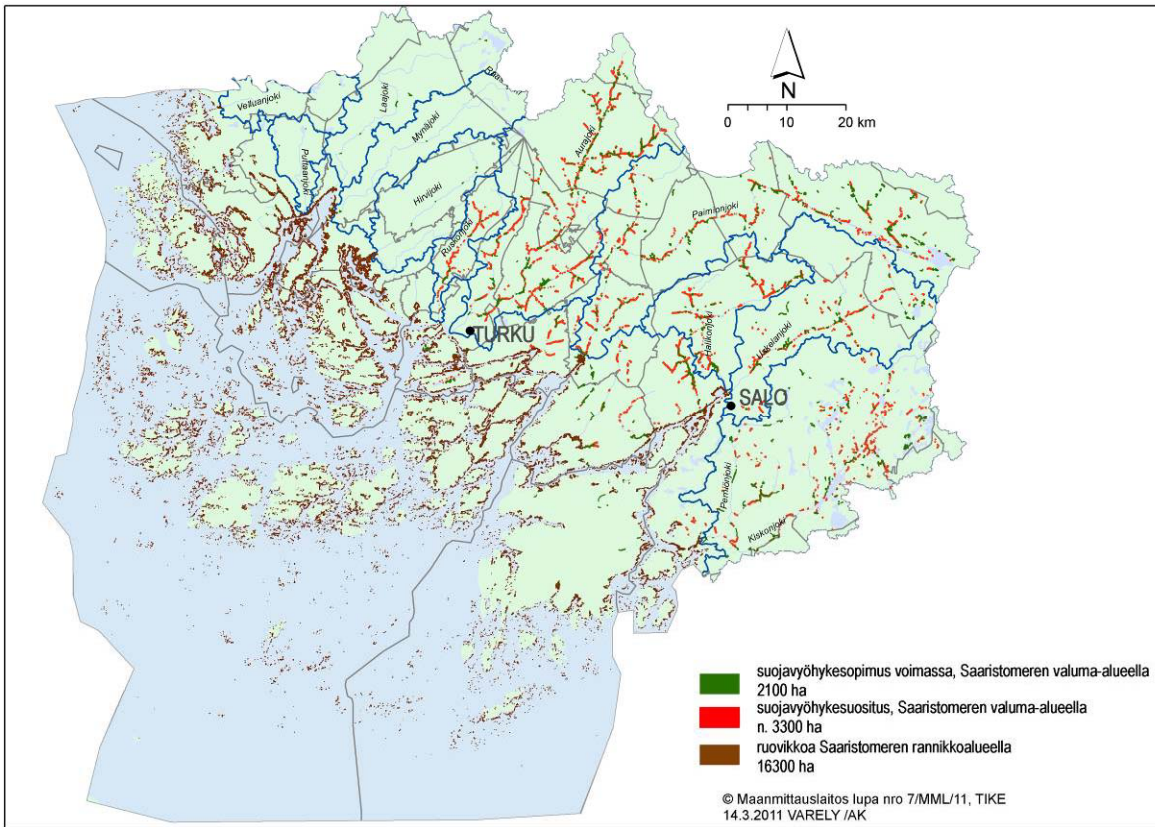 N
0 10 20 km
Velluanjoki
Puttaanjoki
Laajoki
Mynäjoki
Hirvijoki
Ruskonjoki
Aurajoki
Paimionjoki
TURKU
Halikonjoki
Uskelanjoki
SALO
Perniönjoki
Kiskonjoki
suojavyöhykesopimus voimassa, Saaristomeren valuma-alueella
2100 ha
suojavyöhykesuositus, Saaristomeren valuma-alueella
n. 3300 ha
ruovikkoa Saaristomeren rannikkoalueella
16300 ha
© Maanmittauslaitos lupa nro 7/MML/11, TIKE
14.3.2011 VARELY /AK